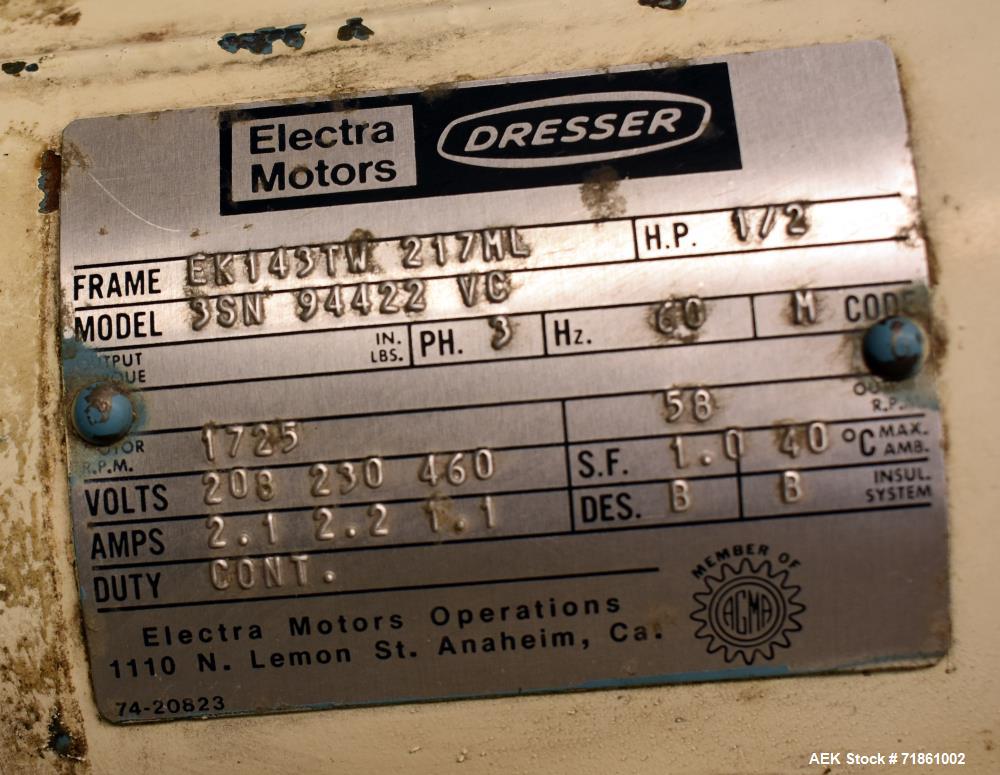 Electra
Motors
DRESSER
FRAME EK143TW 217ML H.P. 1/2
MODEL 3SN 94422 VC
IN.
LBS. PH. 3 Hz. 60 M CODE
1725 58
R.P.M. R.P.M.
VOLTS 208 230 460 S.F. 1.0 40 °C MAX.
AMB.
AMPS 2.1 2.2 1.1 DES. B B INSUL.
SYSTEM
DUTY CONT.
MEMBER OF
AGMA
Electra Motors Operations
1110 N. Lemon St. Anaheim, Ca.
74-20823
AEK Stock # 71861002